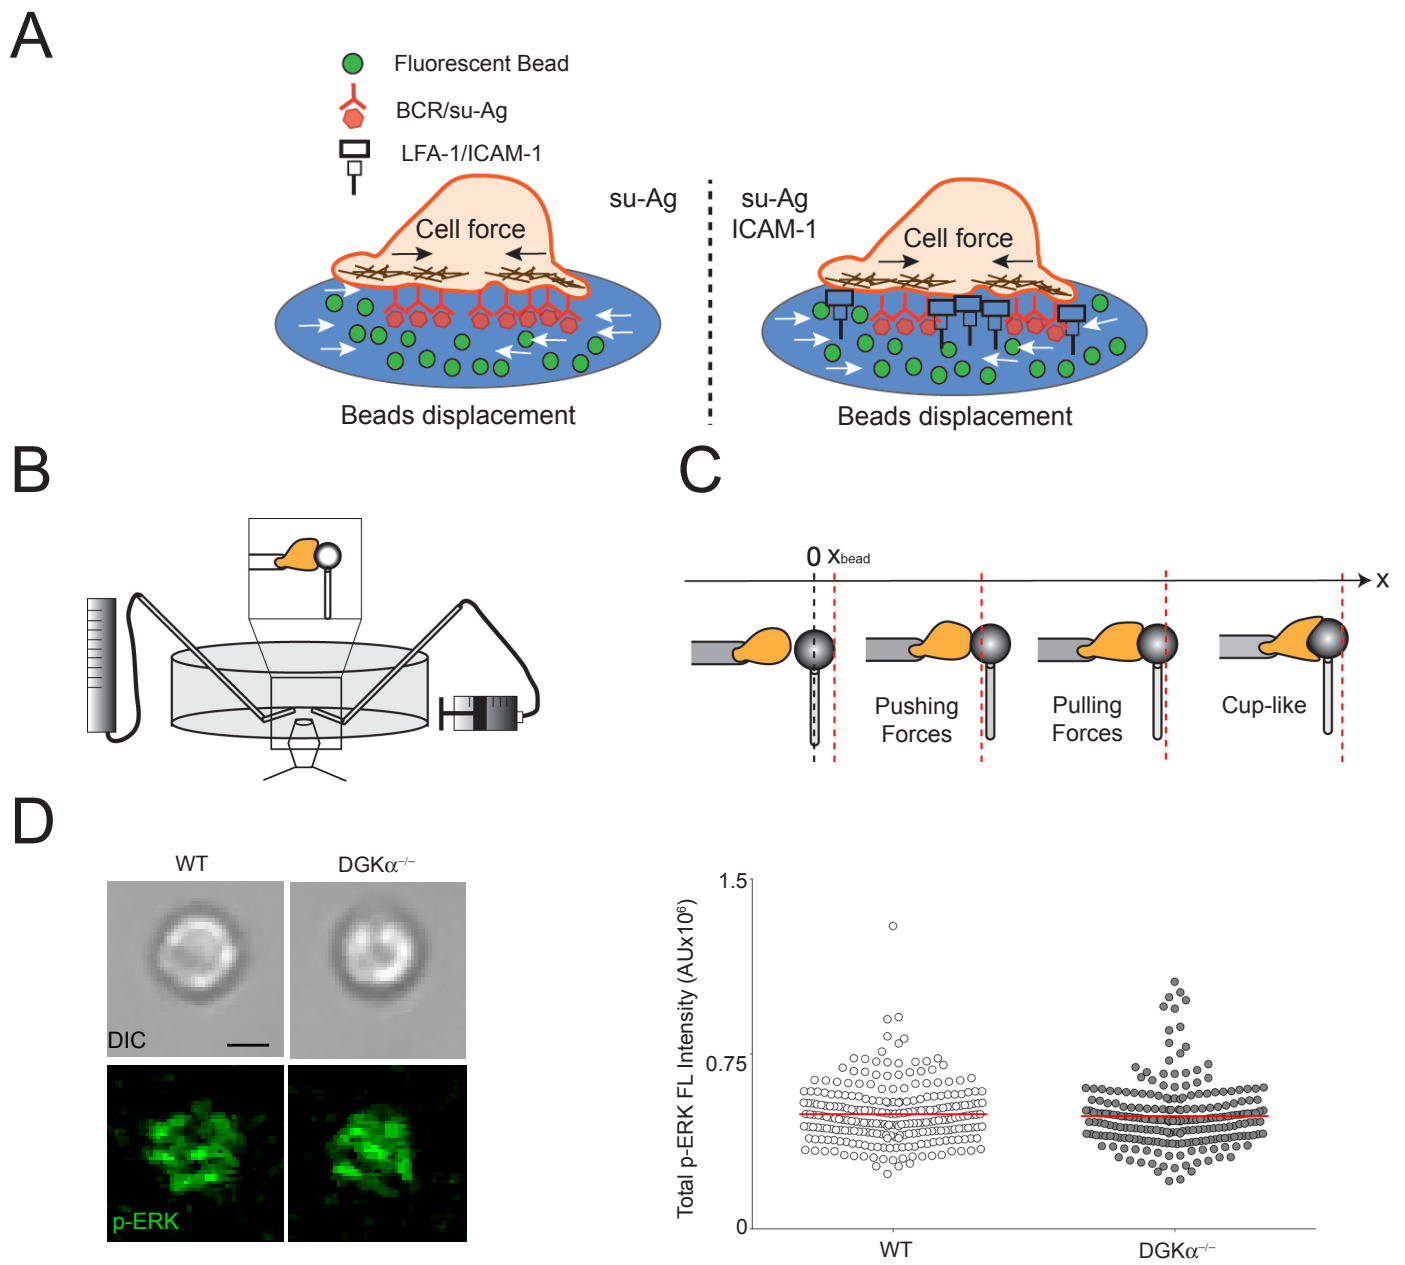 A
Fluorescent Bead
BCR/su-Ag
LFA-1/ICAM-1
su-Ag
su-Ag
ICAM-1
Cell force
Cell force
Beads displacement
Beads displacement
B
C
0 xbead
x
Pushing
Forces
Pulling
Forces
Cup-like
D
WT
DGKα−/−
DIC
p-ERK
Total p-ERK FL Intensity (AUx10⁶)
1.5
0.75
0
WT
DGKα−/−